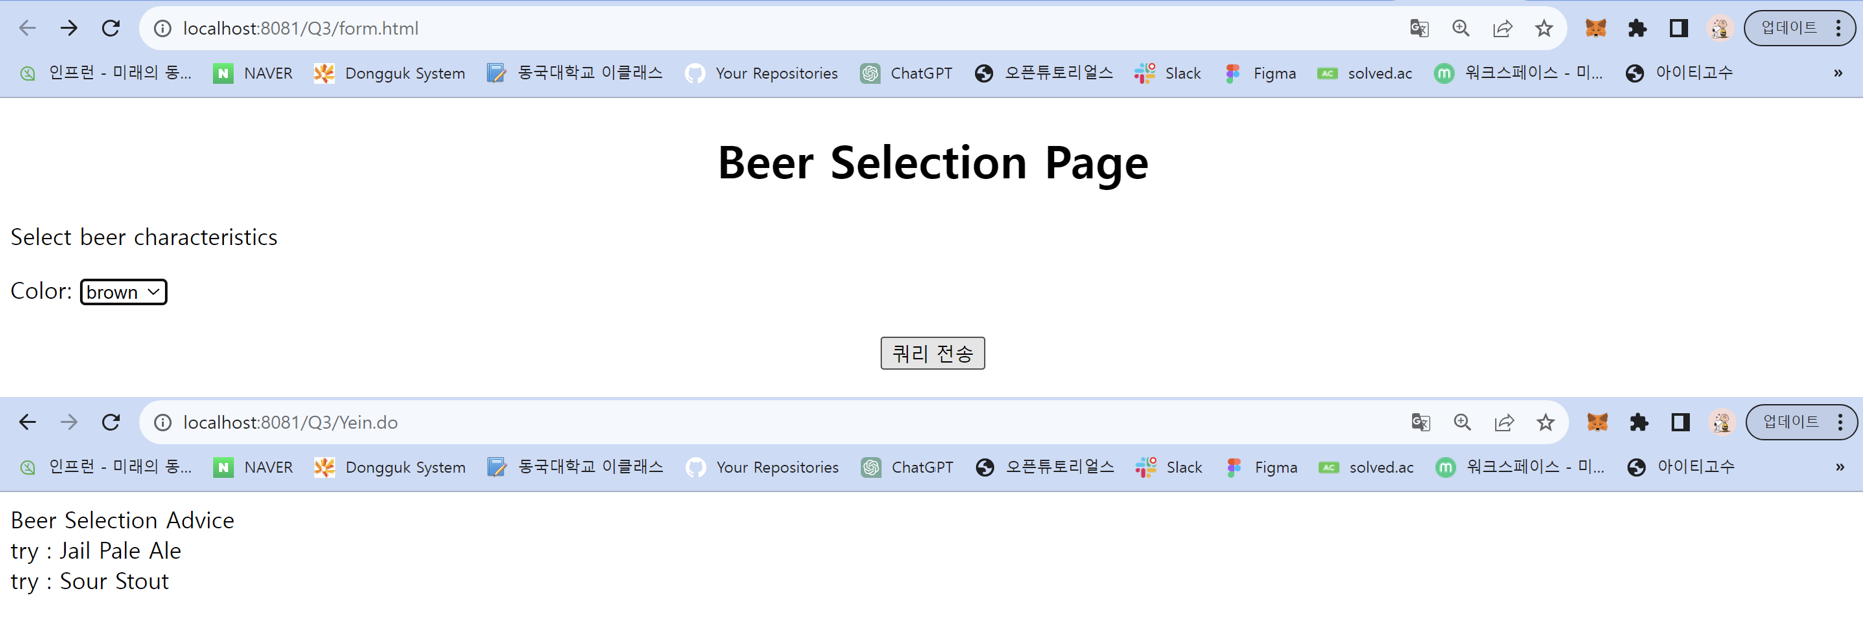 localhost:8081/Q3/form.html 업데이트
인프런 - 미래의 동... NAVER Dongguk System 동국대학교 이클래스 Your Repositories ChatGPT 오픈튜토리얼스 Slack Figma AC solved.ac 워크스페이스 - 미... 아이티고수 »
Beer Selection Page
Select beer characteristics
Color: brown
쿼리 전송
localhost:8081/Q3/Yein.do 업데이트
인프런 - 미래의 동... NAVER Dongguk System 동국대학교 이클래스 Your Repositories ChatGPT 오픈튜토리얼스 Slack Figma AC solved.ac 워크스페이스 - 미... 아이티고수 »
Beer Selection Advice
try : Jail Pale Ale
try : Sour Stout